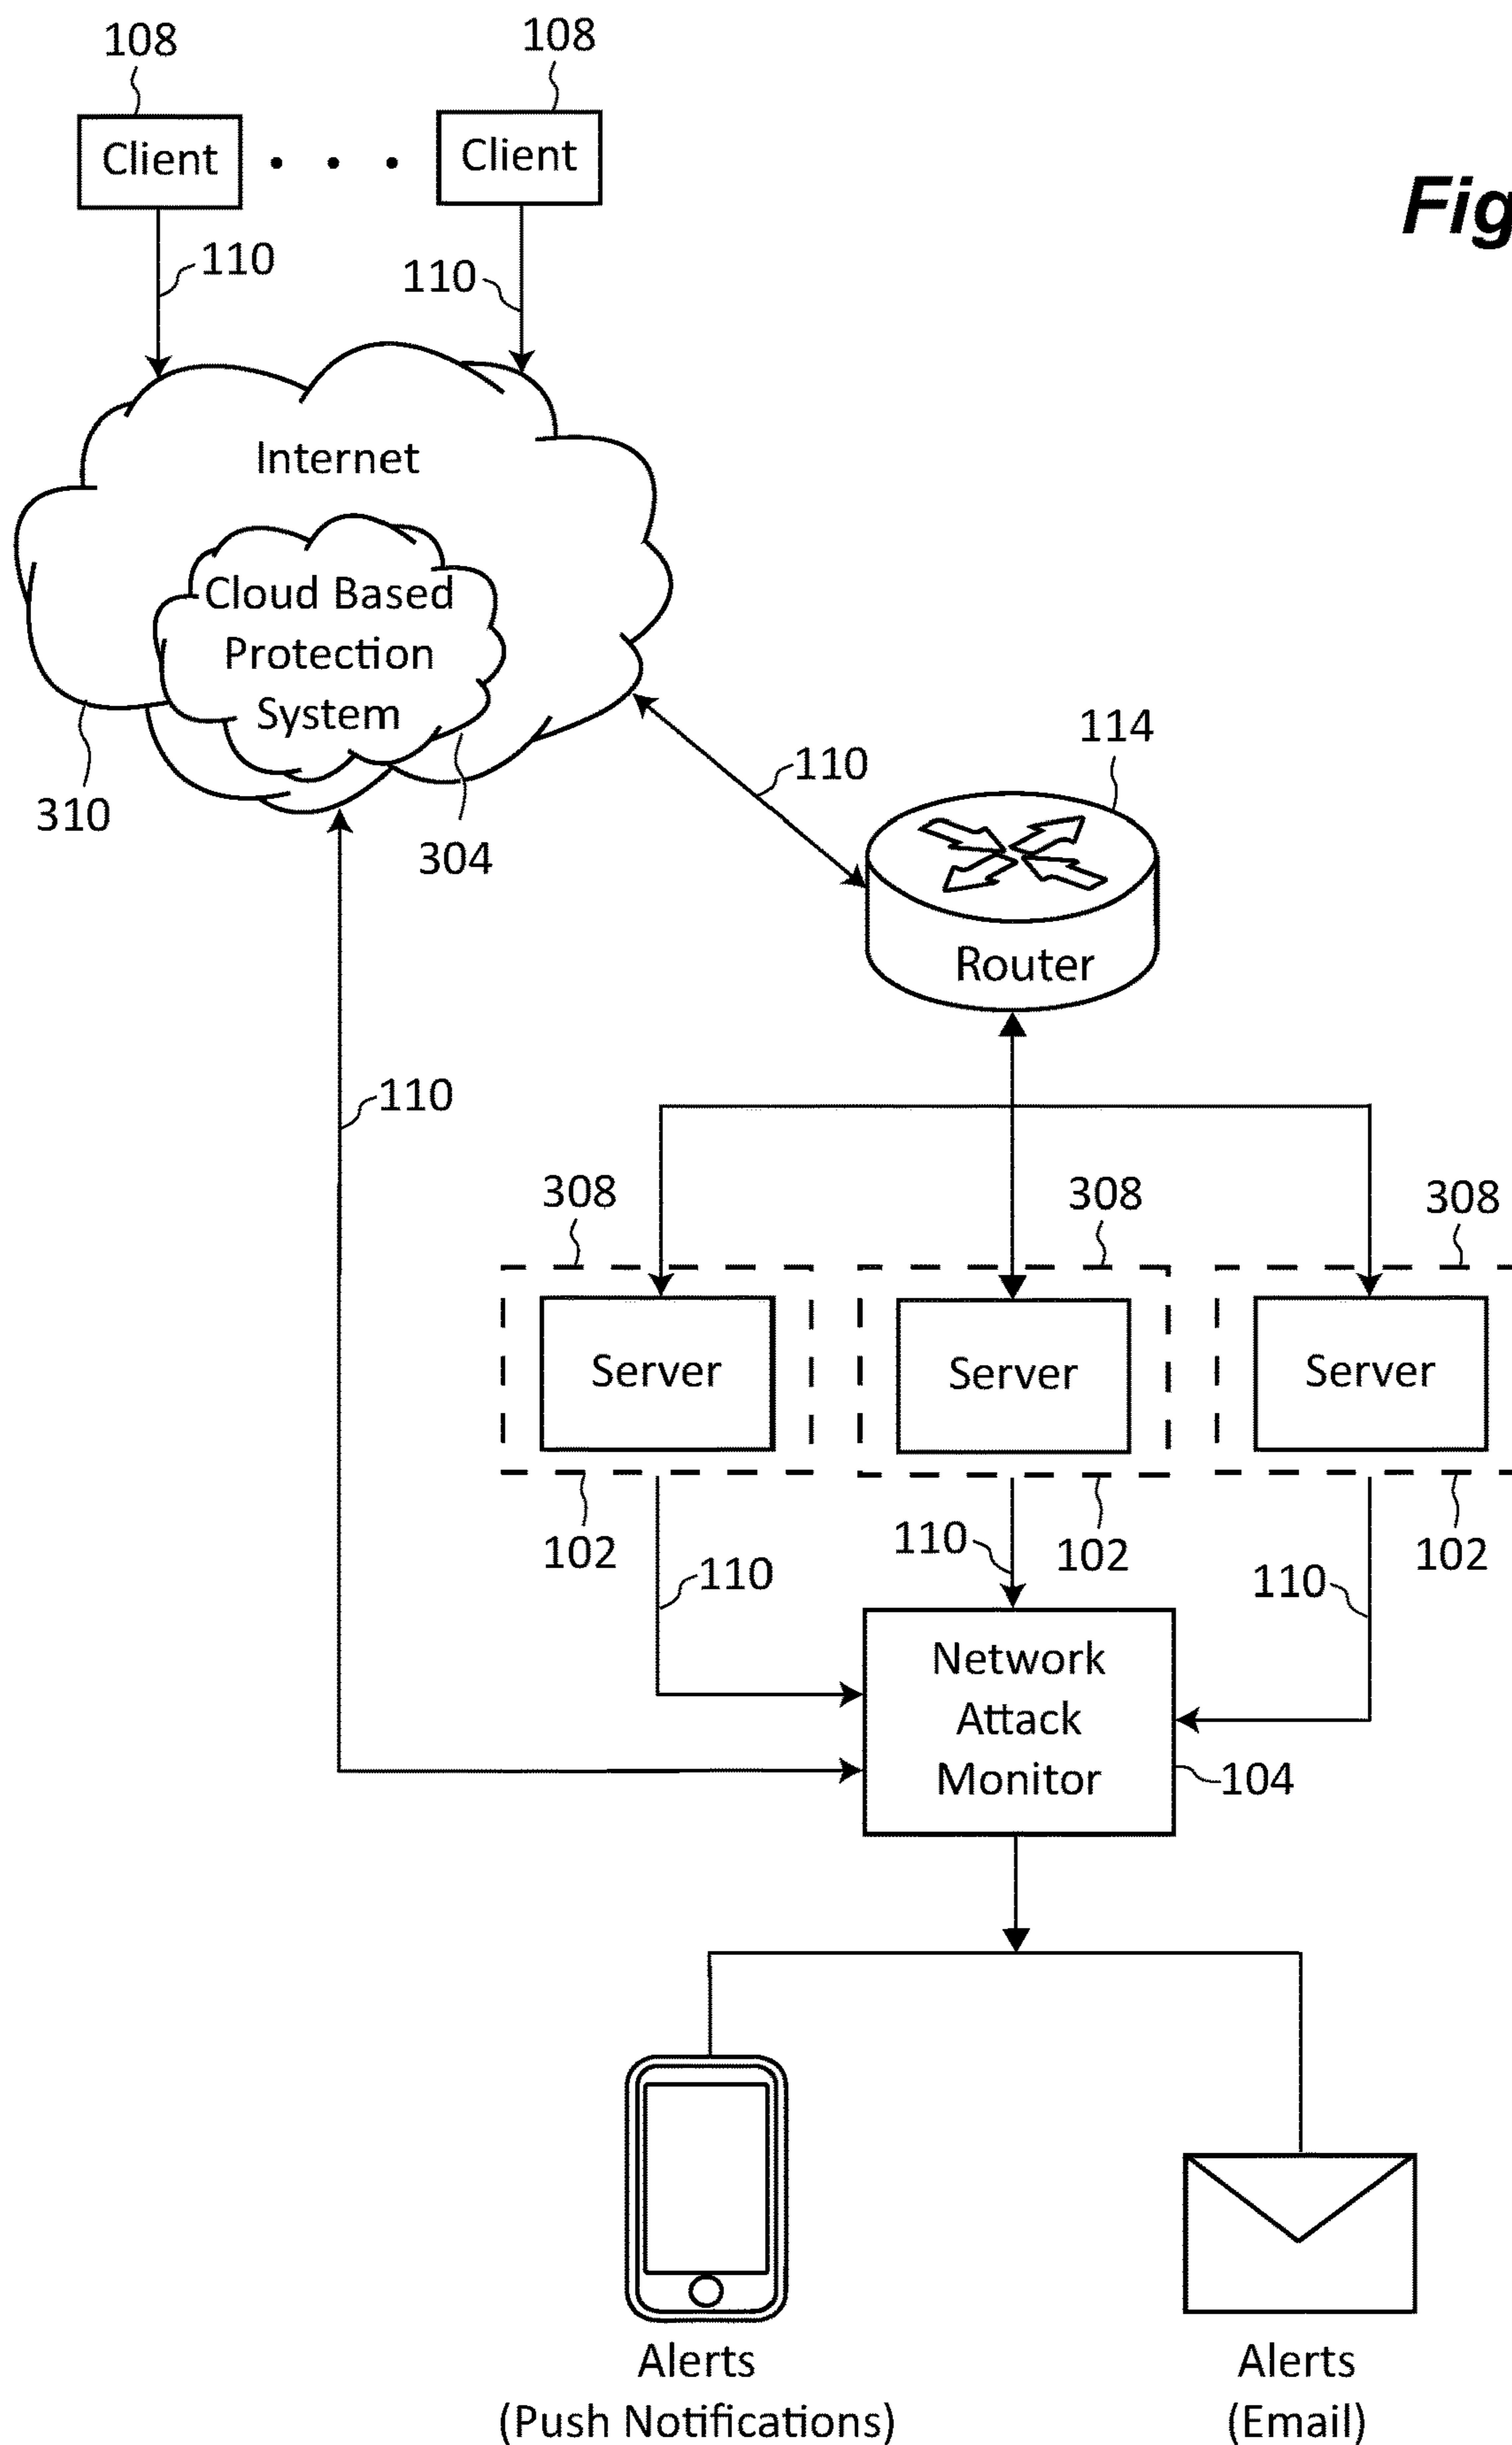 108
108
Client
Client
Fig
110
110
Internet
Cloud Based
Protection
System
114
110
310
304
Router
110
308
308
308
Server
Server
Server
102
110
102
102
110
110
Network
Attack
Monitor
104
Alerts
(Push Notifications)
Alerts
(Email)